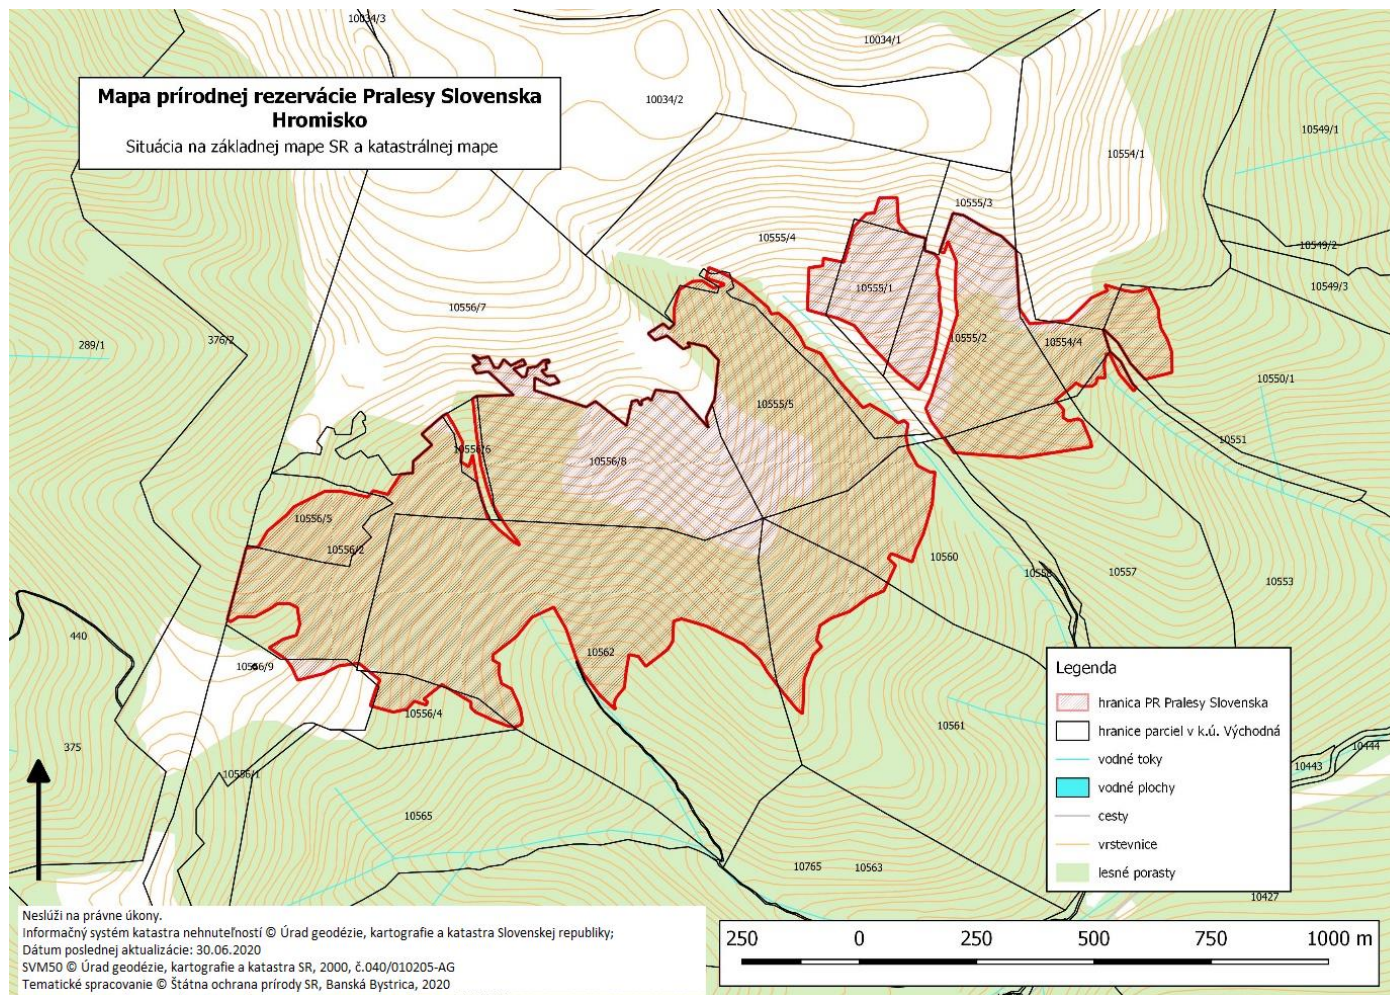 10034/3
10034/1
Mapa prírodnej rezervácie Pralesy Slovenska
Hromisko
Situácia na základnej mape SR a katastrálnej mape
10034/2
10549/1
10554/1
10555/3
10555/4
10549/2
10555/1
10549/3
10556/7
376/2
289/1
10555/2
10554/4
10550/1
10555/5
10551
10556/6
10556/8
10556/5
10556/2
10560
10558
10557
10553
440
10562
10556/9
10556/4
10561
375
10556/1
10565
10765
10563
10444
10443
10427
Legenda
hranica PR Pralesy Slovenska
hranice parciel v k.ú. Východná
vodné toky
vodné plochy
cesty
vrstevnice
lesné porasty
Neslúži na právne úkony.
Informačný systém katastra nehnuteľností © Úrad geodézie, kartografie a katastra Slovenskej republiky;
Dátum poslednej aktualizácie: 30.06.2020
SVM50 © Úrad geodézie, kartografie a katastra SR, 2000, č.040/010205-AG
Tematické spracovanie © Štátna ochrana prírody SR, Banská Bystrica, 2020
250 0 250 500 750 1000 m